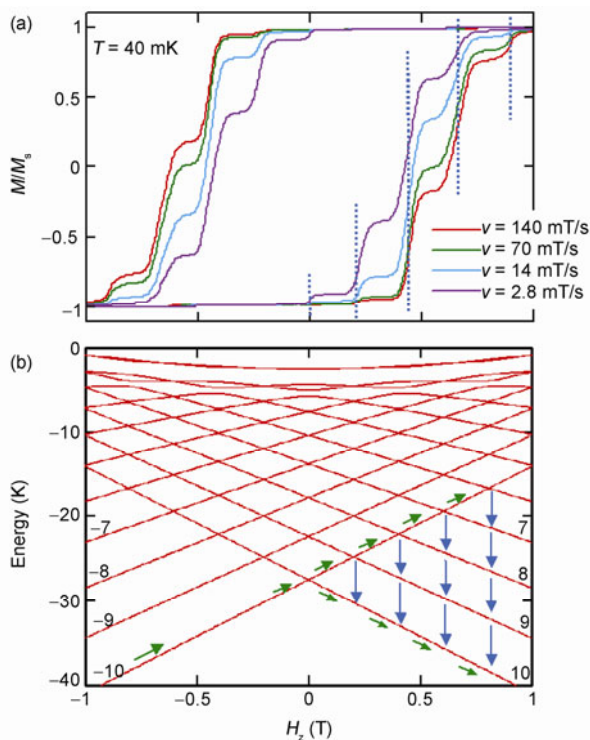 (a)
T = 40 mK
M/Mₛ
1
0.5
0
−0.5
−1
v = 140 mT/s
v = 70 mT/s
v = 14 mT/s
v = 2.8 mT/s
(b)
Energy (K)
0
−10
−20
−30
−40
−7
−8
−9
−10
7
8
9
10
−1
−0.5
0
0.5
1
H_z (T)